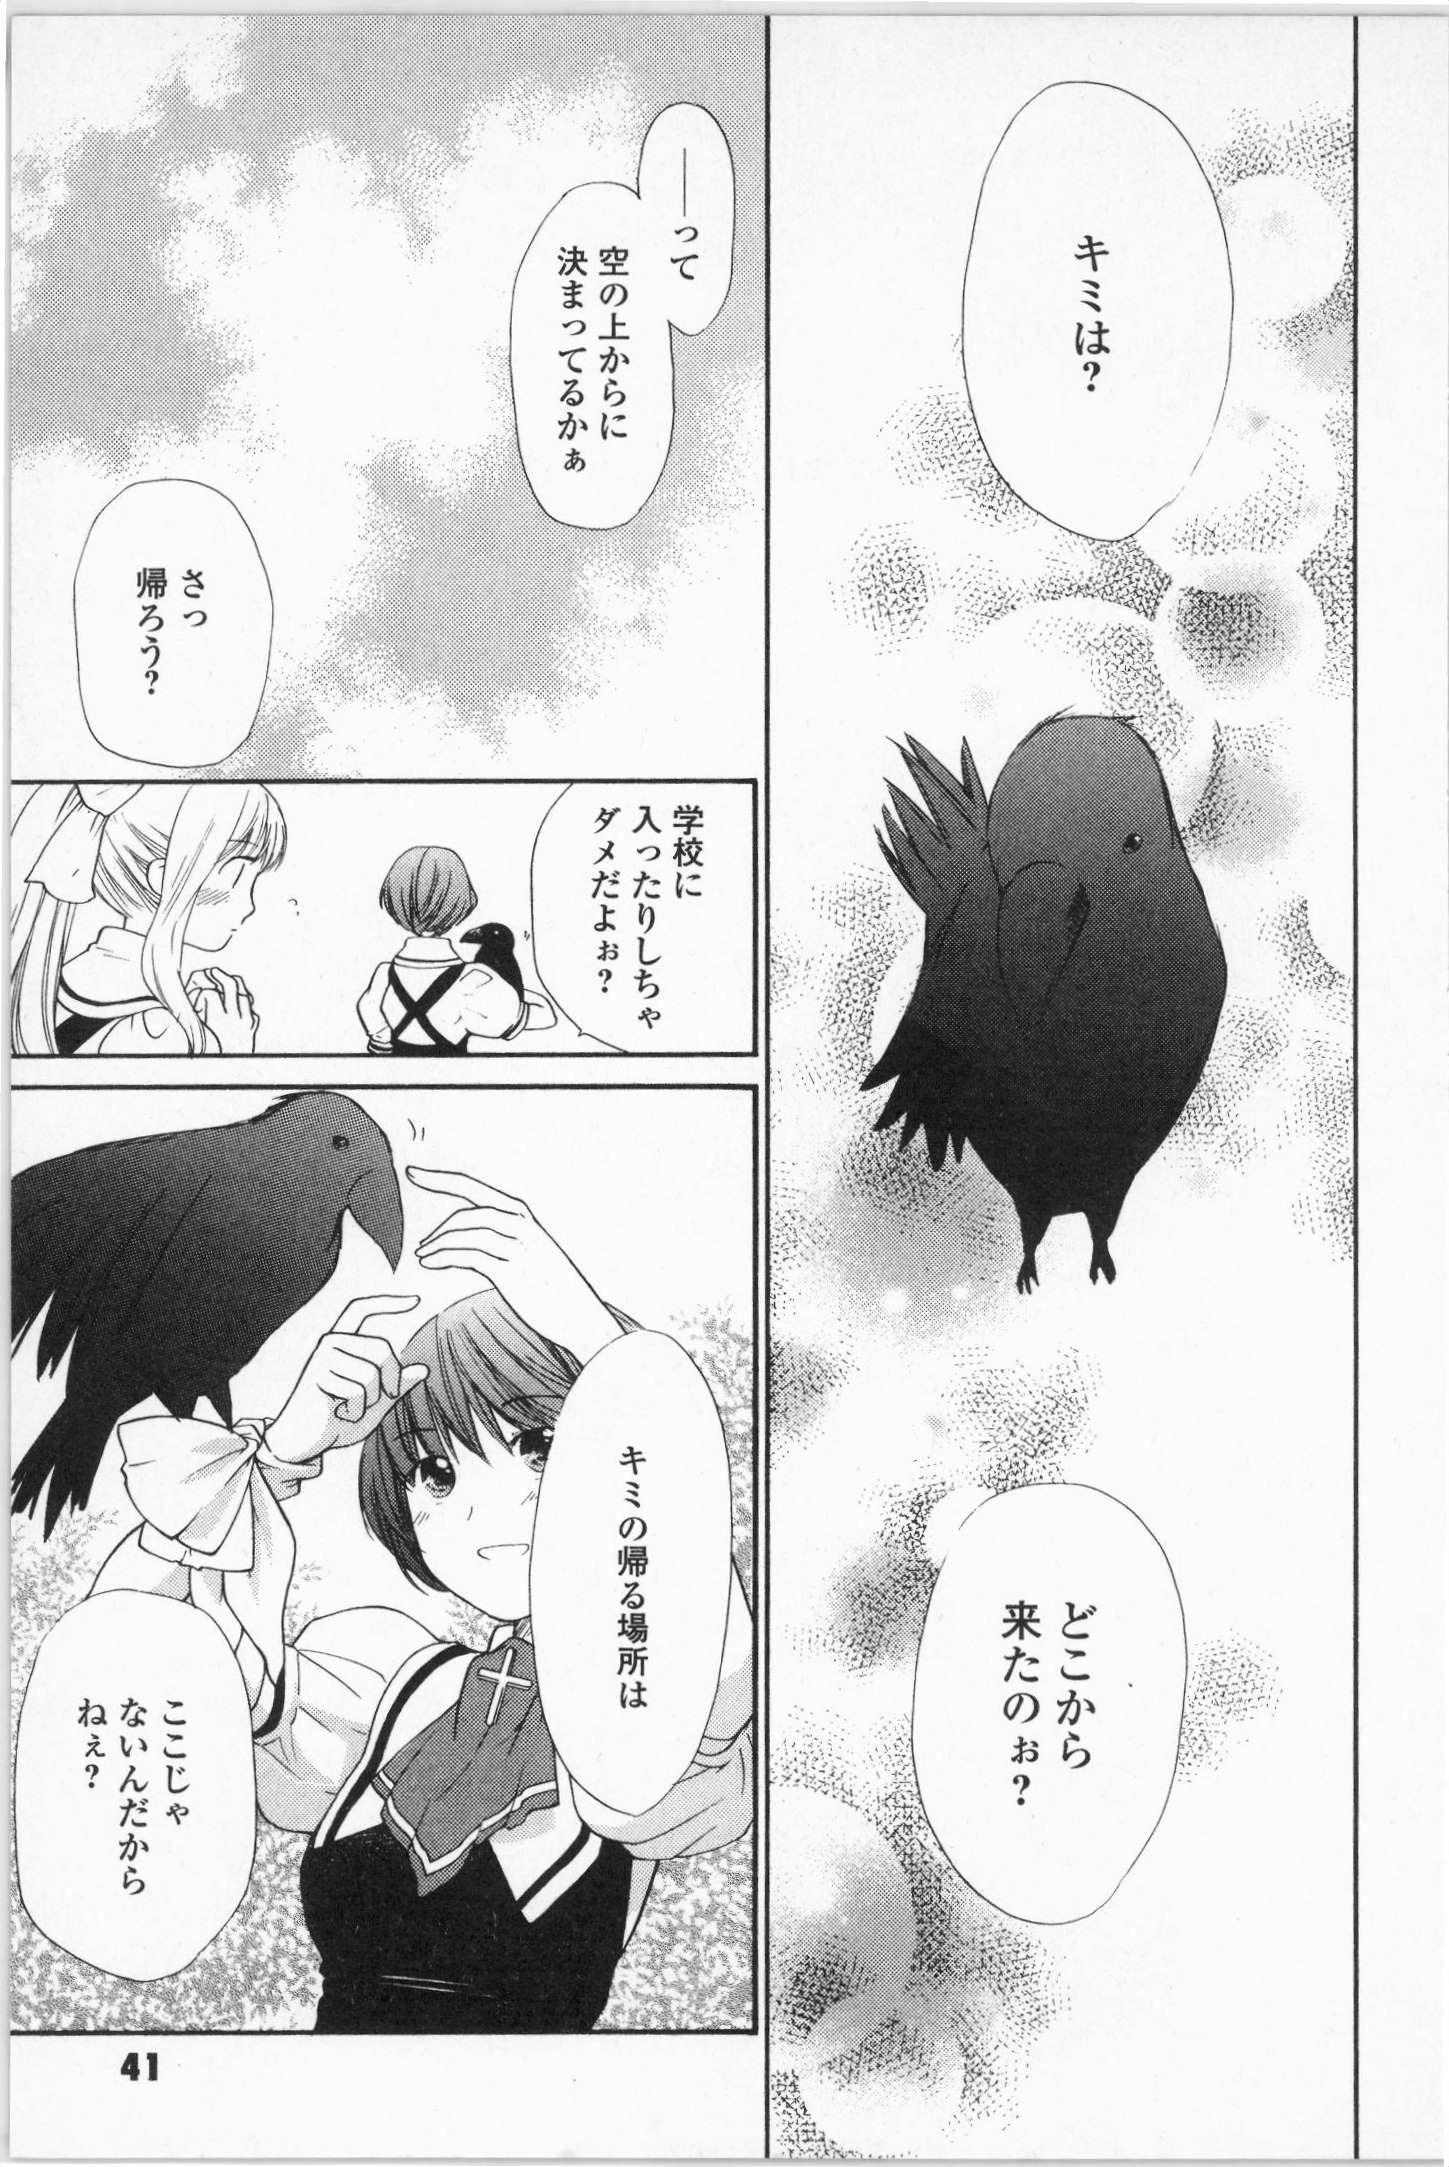 キミは?
どこから
来たのぉ?
──って
空の上からに
決まってるかぁ
さっ
帰ろう?
学校に
入ったりしちゃ
ダメだよぉ?
キミの帰る場所は
ここじゃ
ないんだから
ねぇ?
41